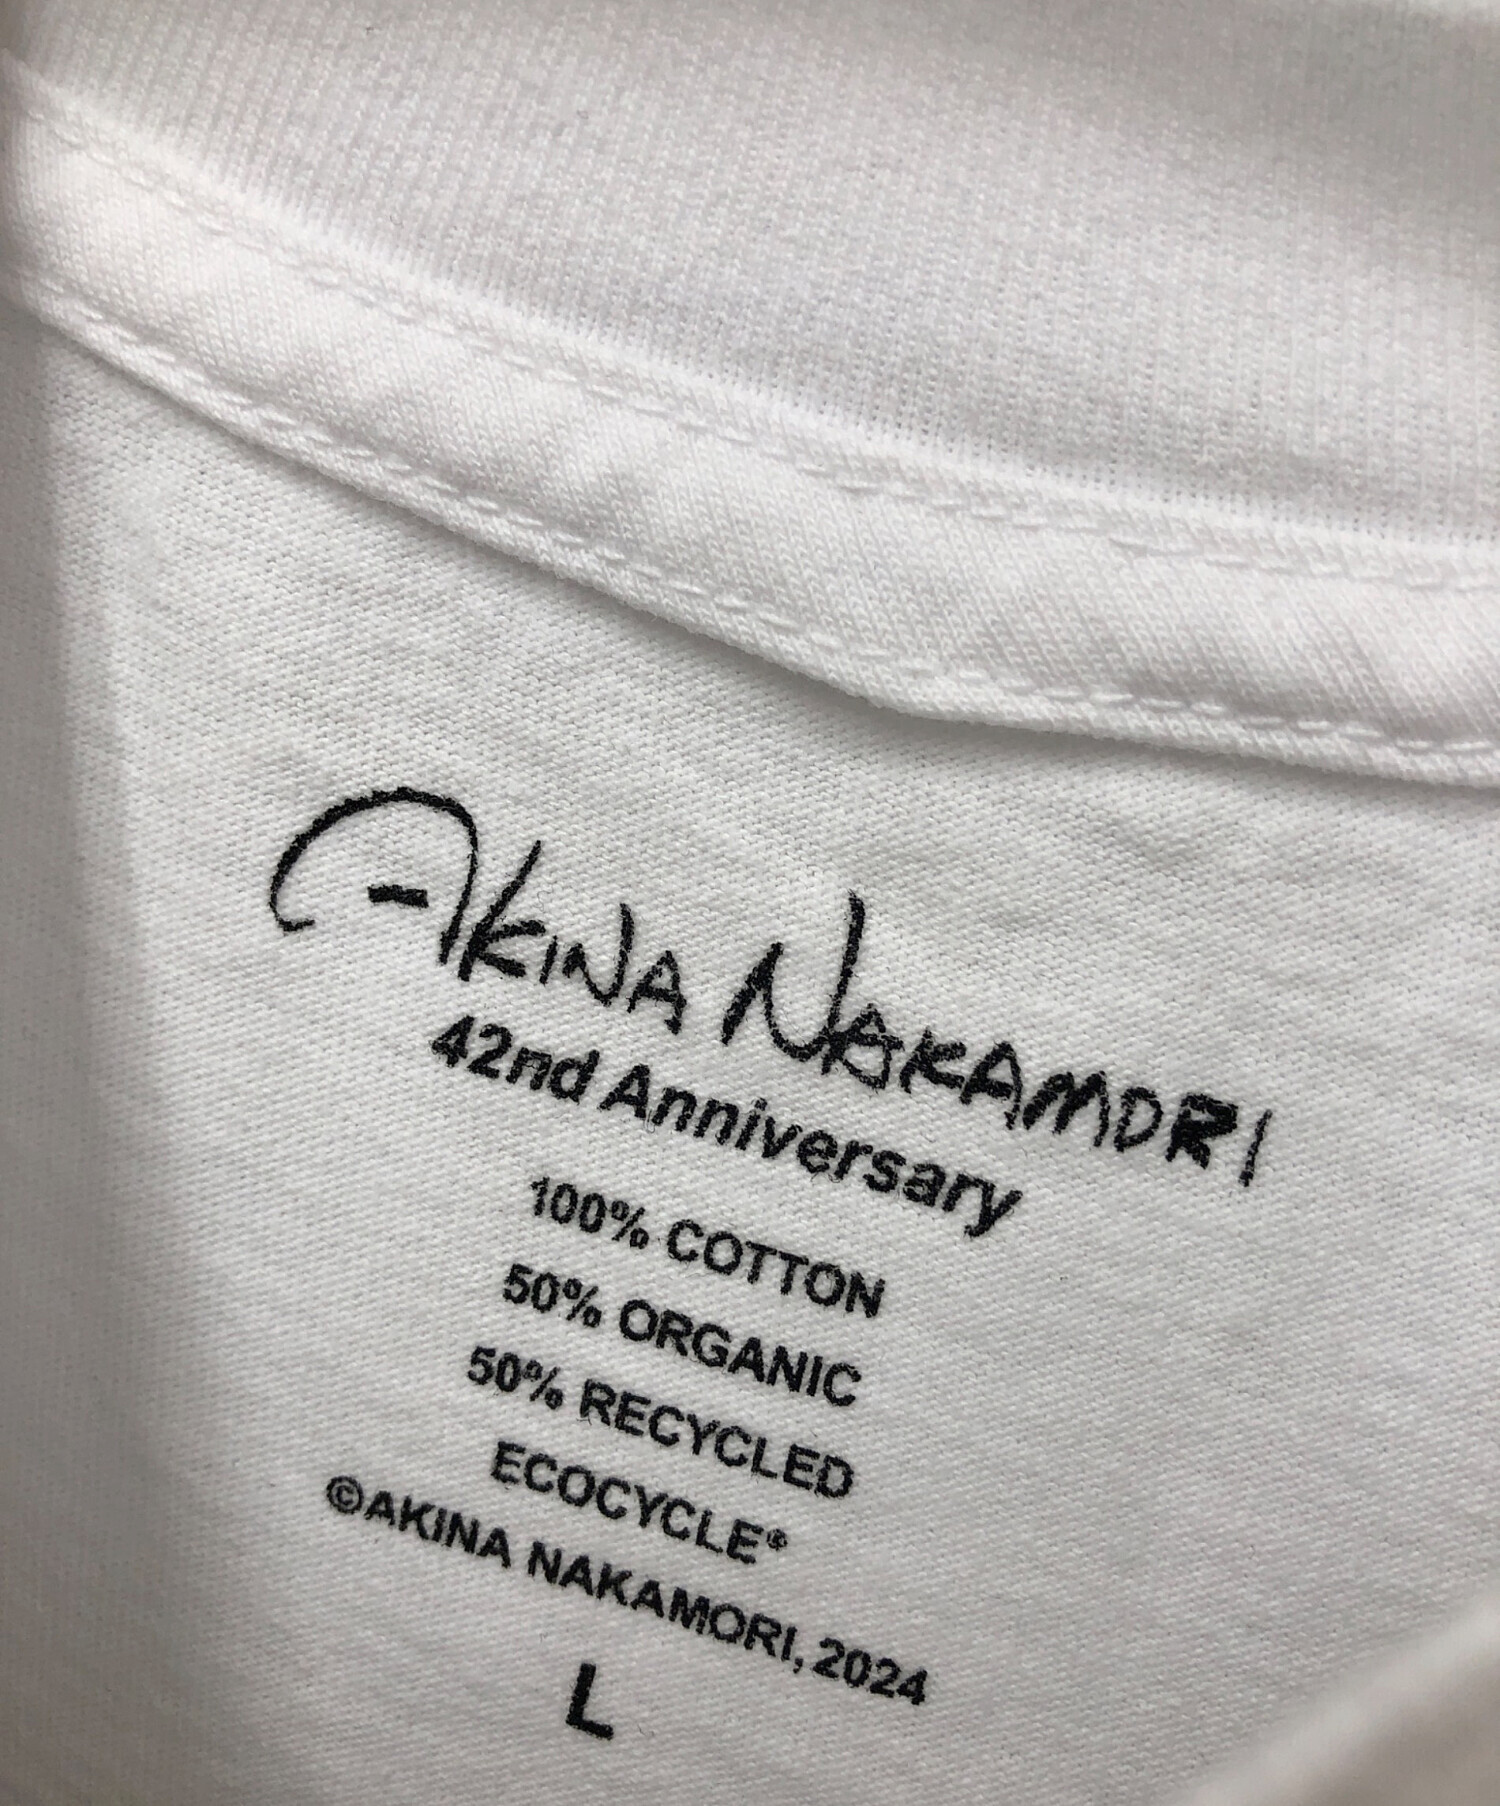 AKINA NAKAMORI
42nd Anniversary
100% COTTON
50% ORGANIC
50% RECYCLED
ECOCYCLE®
©AKINA NAKAMORI, 2024
L